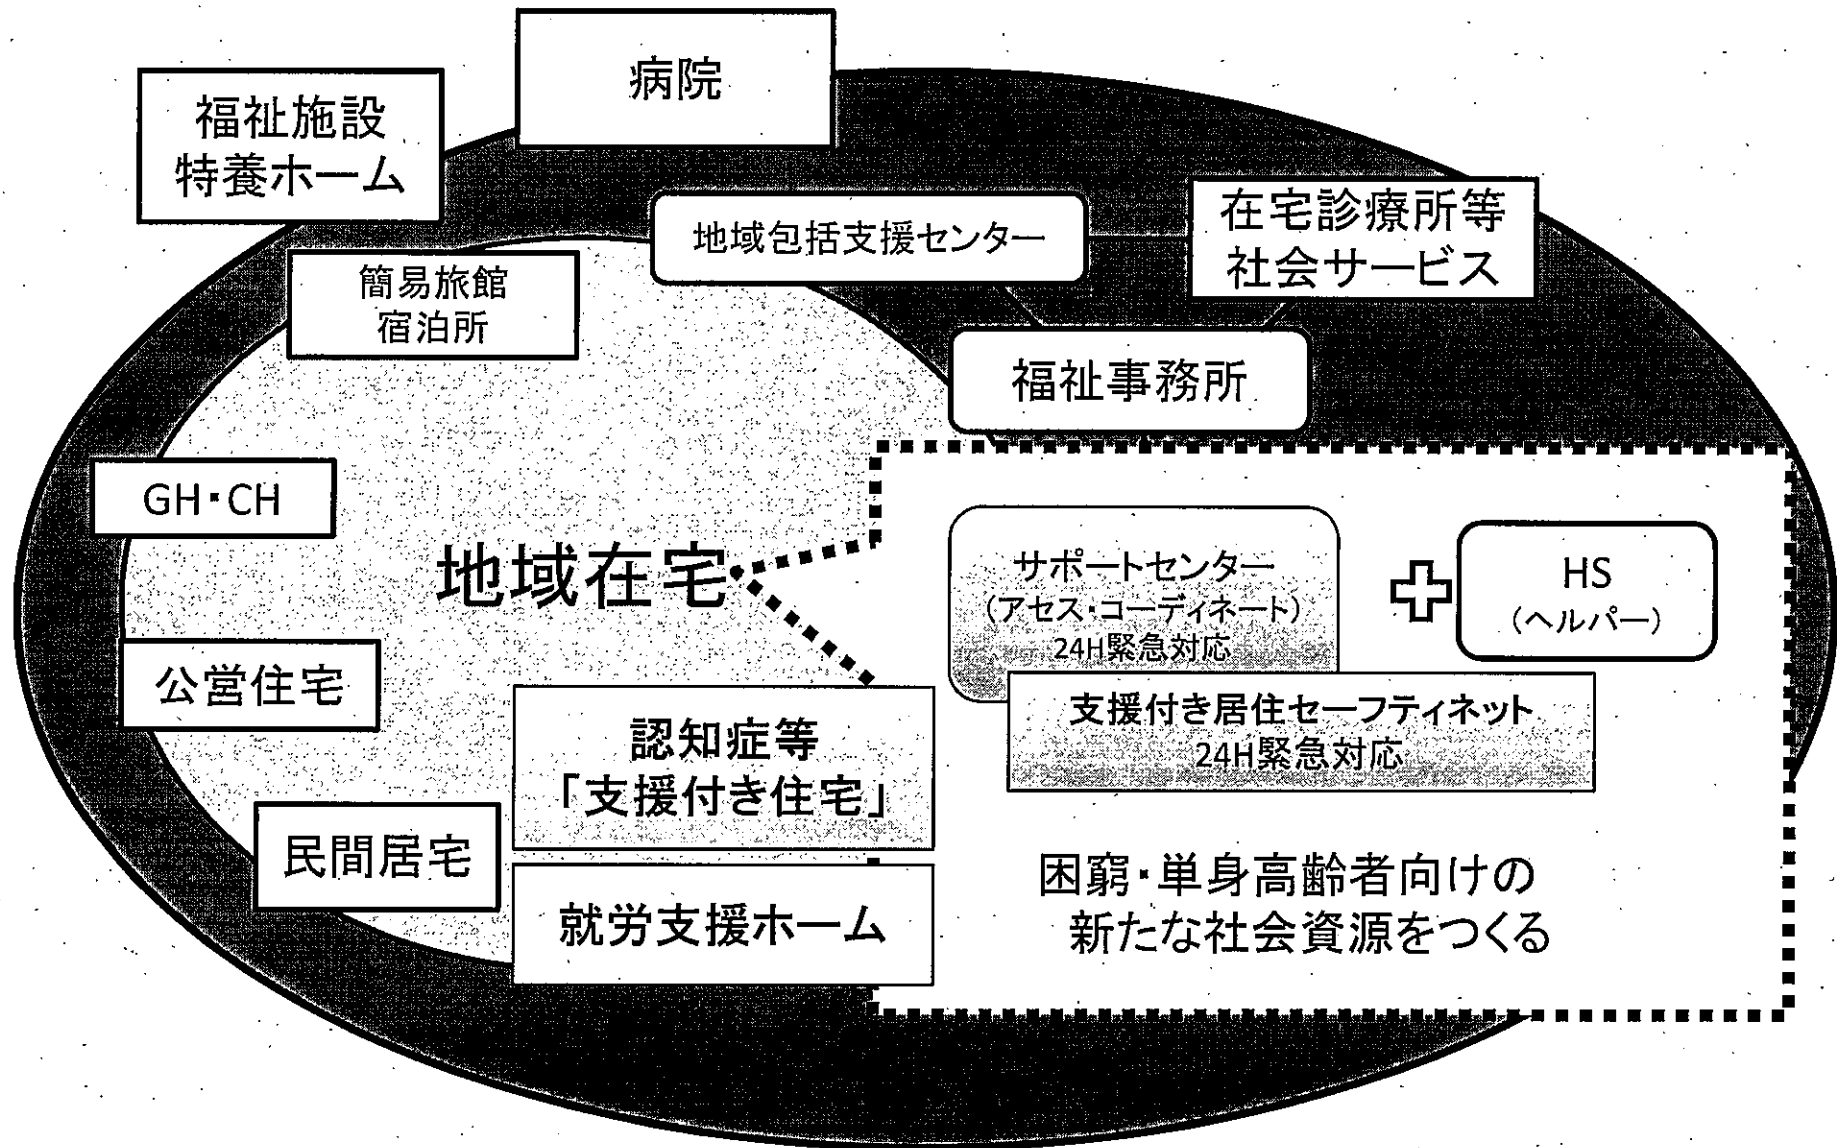 病院
福祉施設
特養ホーム
地域包括支援センター
在宅診療所等
社会サービス
簡易旅館
宿泊所
福祉事務所
GH・CH
地域在宅
サポートセンター
(アセス・コーディネート)
24H緊急対応
HS
(ヘルパー)
公営住宅
認知症等
「支援付き住宅」
支援付き居住セーフティネット
24H緊急対応
民間居宅
就労支援ホーム
困窮・単身高齢者向けの
新たな社会資源をつくる